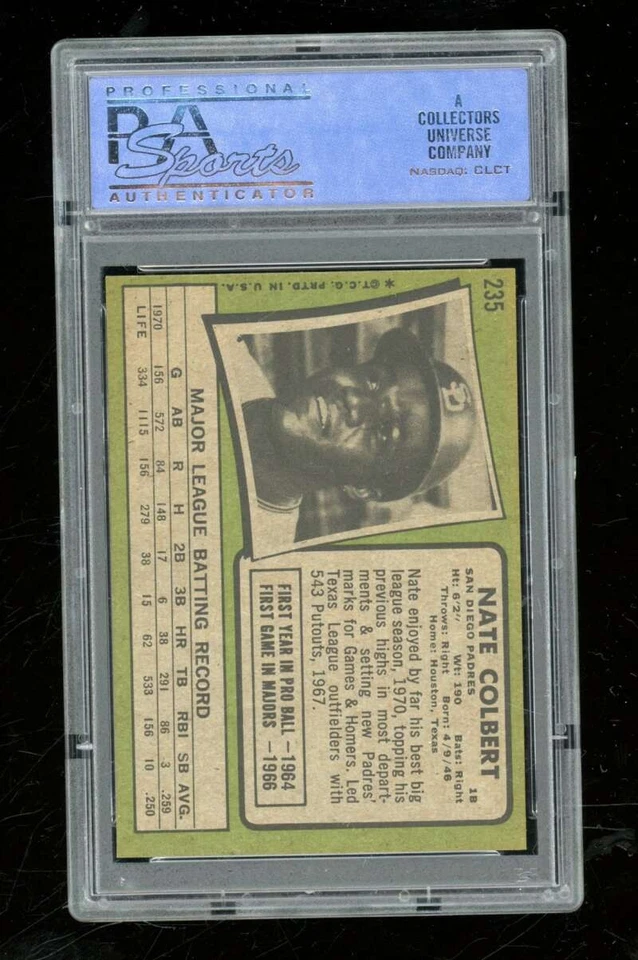 PROFESSIONAL
PSA
Sports
AUTHENTICATOR
A
COLLECTORS
UNIVERSE
COMPANY
NASDAQ: CLCT
235
*©T.C.G. PRTD. IN U.S.A.
NATE COLBERT 1B
SAN DIEGO PADRES
Ht: 6'2" Wt: 190 Bats: Right
Throws: Right Born: 4/9/46
Home: Houston, Texas
Nate enjoyed by far his best big
league season, 1970, topping his
previous highs in most depart-
ments & setting new Padres'
marks for Games & Homers. Led
Texas League outfielders with
543 Putouts, 1967.
FIRST YEAR IN PRO BALL —1964
FIRST GAME IN MAJORS —1966
MAJOR LEAGUE BATTING RECORD
G AB R H 2B 3B HR TB RBI SB AVG.
1970 156 572 84 148 17 6 38 291 86 3 .259
LIFE 334 1115 156 279 38 15 62 533 156 10 .250